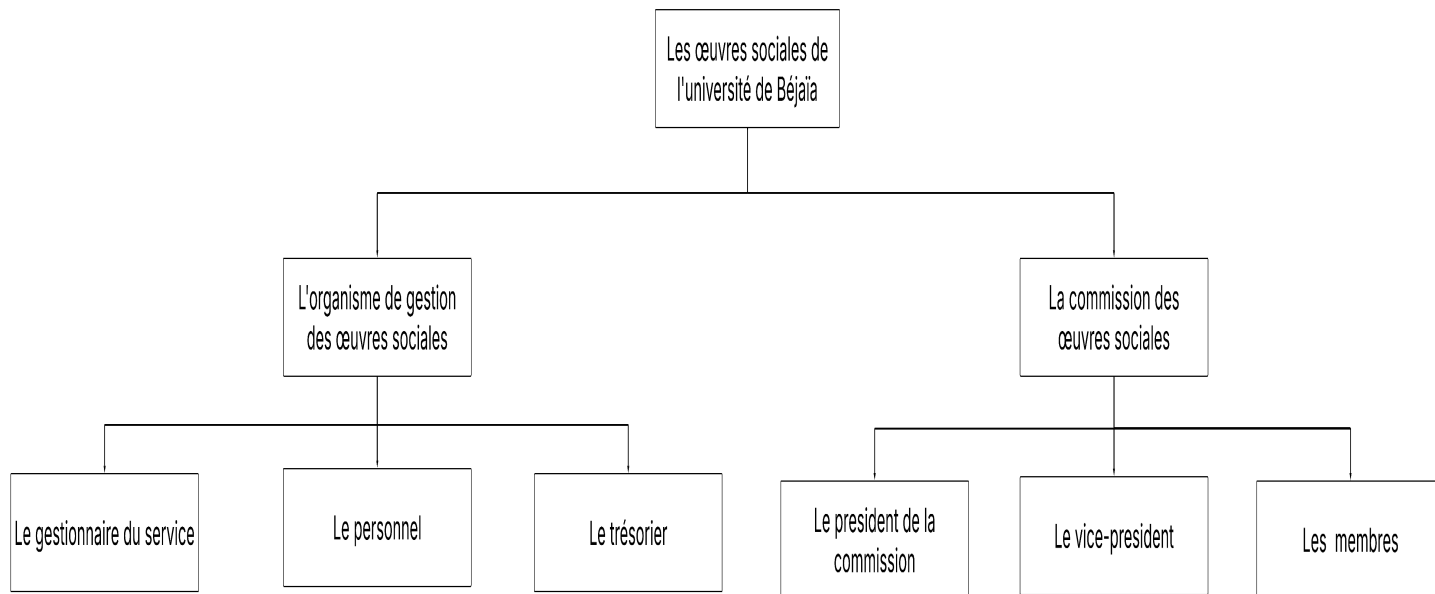 Les œuvres sociales de
l'université de Béjaïa
L'organisme de gestion
des œuvres sociales
La commission des
œuvres sociales
Le gestionnaire du service
Le personnel
Le trésorier
Le president de la
commission
Le vice-president
Les membres